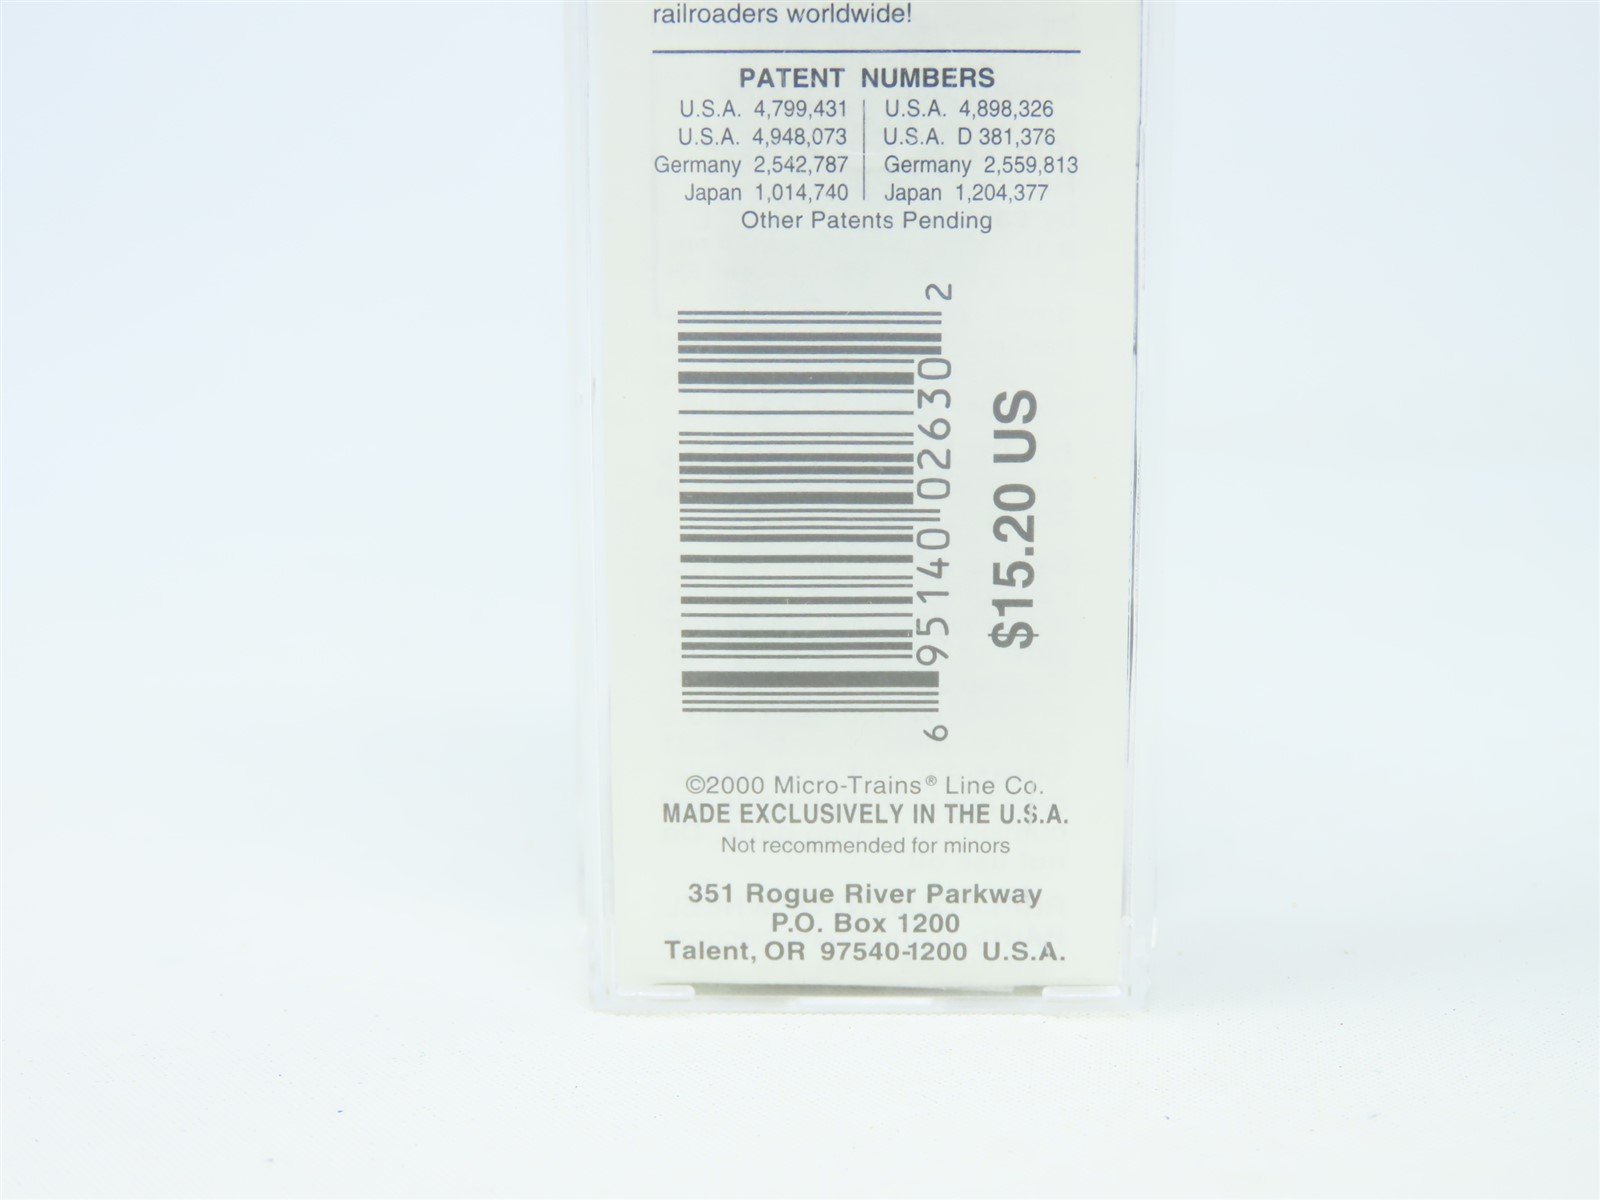 railroaders worldwide!
PATENT NUMBERS
U.S.A. 4,799,431 | U.S.A. 4,898,326
U.S.A. 4,948,073 | U.S.A. D 381,376
Germany 2,542,787 | Germany 2,559,813
Japan 1,014,740 | Japan 1,204,377
Other Patents Pending
6 95140 02630 2
$15.20 US
©2000 Micro-Trains® Line Co.
MADE EXCLUSIVELY IN THE U.S.A.
Not recommended for minors
351 Rogue River Parkway
P.O. Box 1200
Talent, OR 97540-1200 U.S.A.